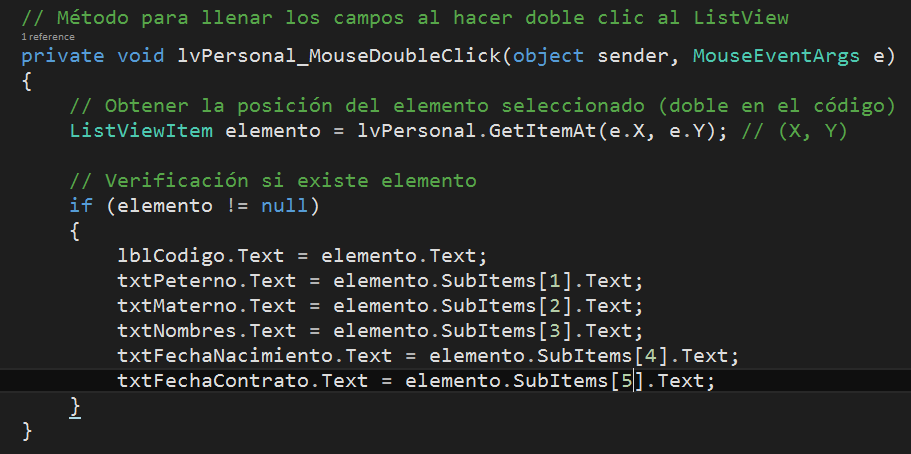 // Método para llenar los campos al hacer doble clic al ListView
1 reference
private void lvPersonal_MouseDoubleClick(object sender, MouseEventArgs e)
{
    // Obtener la posición del elemento seleccionado (doble en el código)
    ListViewItem elemento = lvPersonal.GetItemAt(e.X, e.Y); // (X, Y)
    // Verificación si existe elemento
    if (elemento != null)
    {
        lblCodigo.Text = elemento.Text;
        txtPeterno.Text = elemento.SubItems[1].Text;
        txtMaterno.Text = elemento.SubItems[2].Text;
        txtNombres.Text = elemento.SubItems[3].Text;
        txtFechaNacimiento.Text = elemento.SubItems[4].Text;
        txtFechaContrato.Text = elemento.SubItems[5].Text;
    }
}